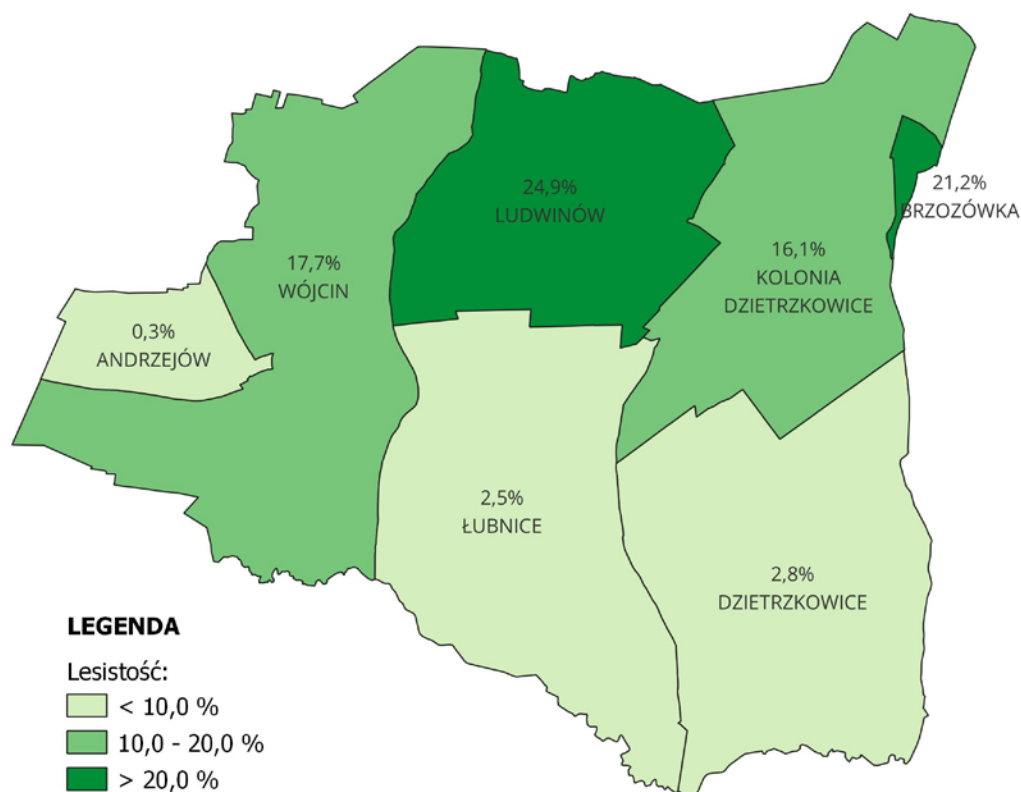 24,9%
LUDWINÓW
21,2%
BRZOZÓWKA
17,7%
WÓJCIN
16,1%
KOLONIA
DZIETRZKOWICE
0,3%
ANDRZEJÓW
2,5%
ŁUBNICE
2,8%
DZIETRZKOWICE
LEGENDA
Lesistość:
< 10,0 %
10,0 - 20,0 %
> 20,0 %